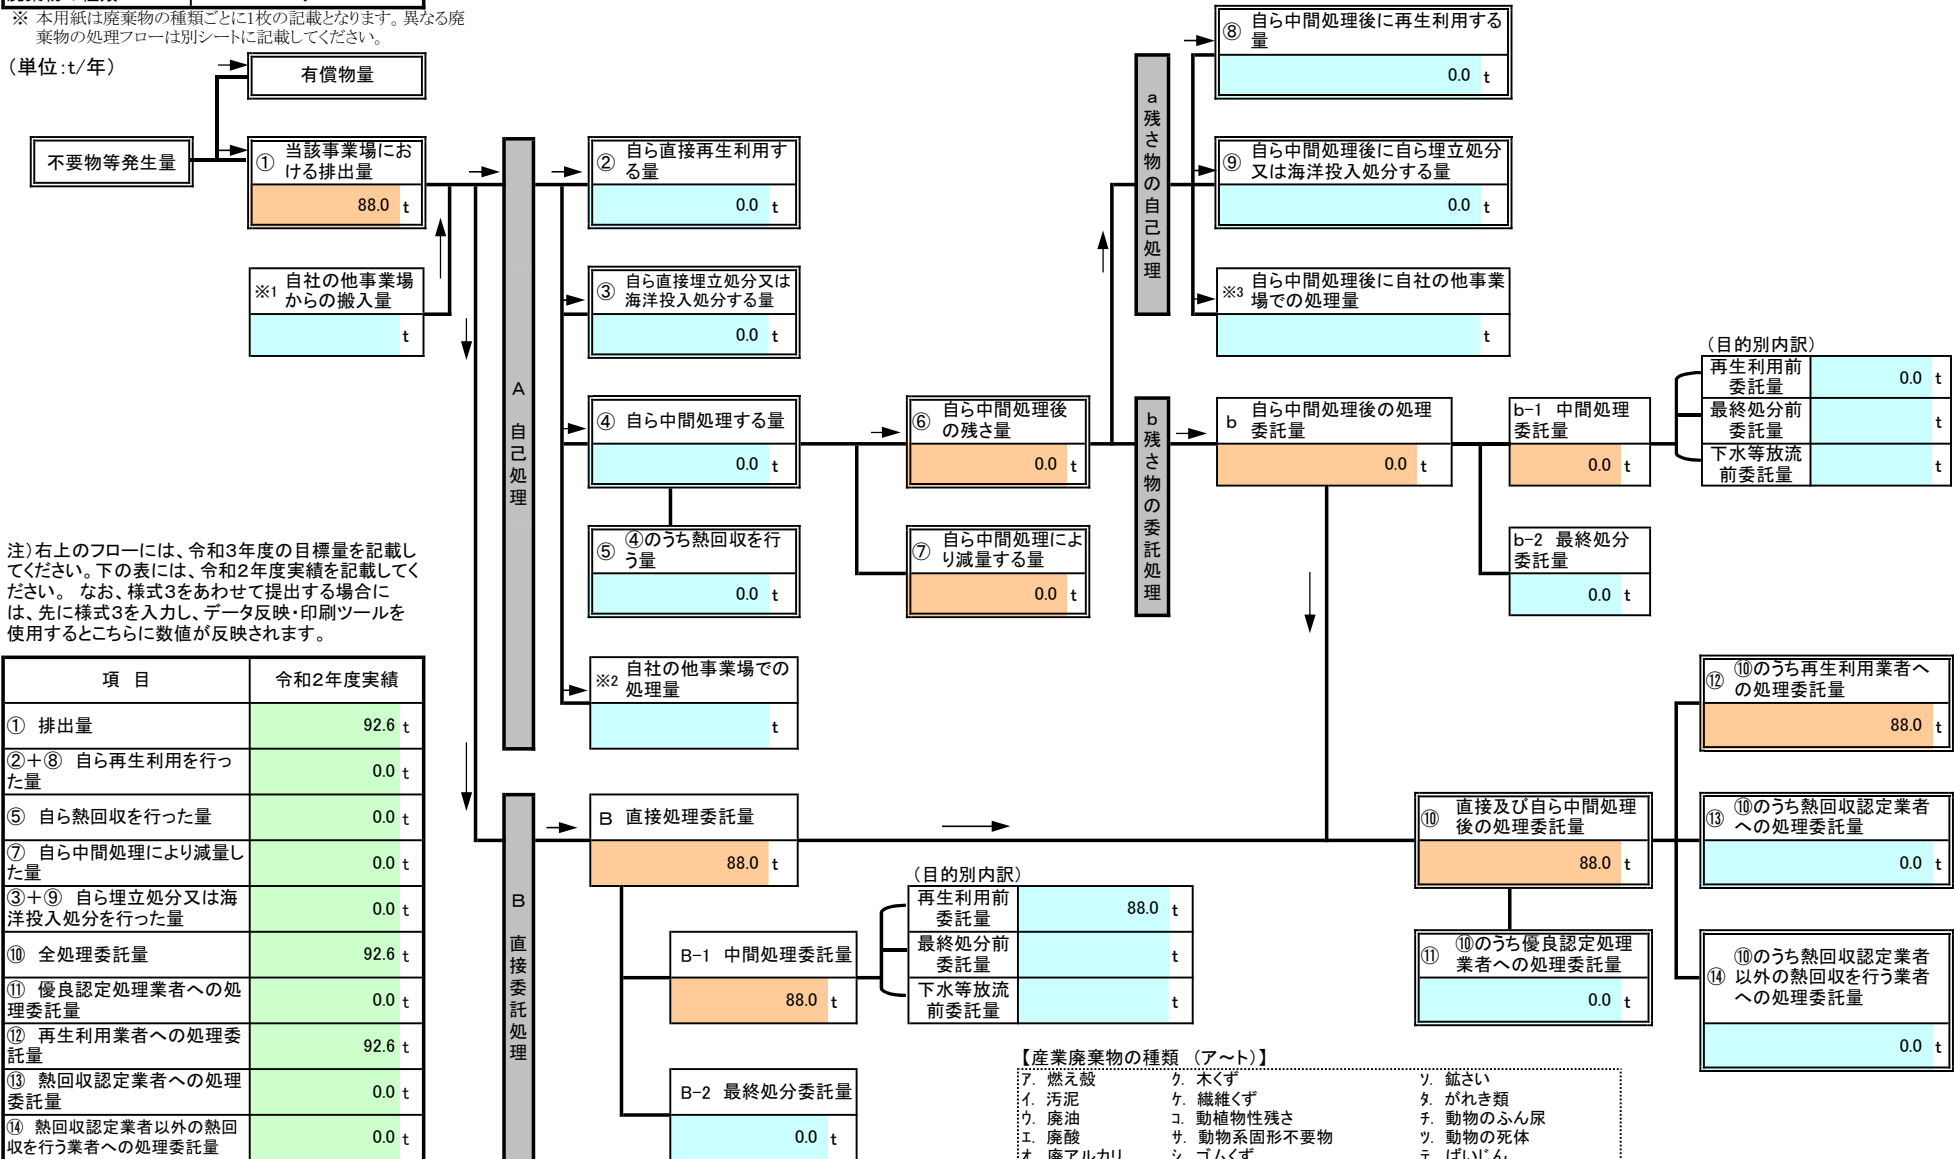 ※ 本用紙は廃棄物の種類ごとに1枚の記載となります。異なる廃
棄物の処理フローは別シートに記載してください。
（単位:t/年）
有償物量
不要物等発生量
① 当該事業場にお
ける排出量
88.0 t
※1 自社の他事業場
からの搬入量
t
A 自己処理
② 自ら直接再生利用す
る量
0.0 t
③ 自ら直接埋立処分又は
海洋投入処分する量
0.0 t
④ 自ら中間処理する量
0.0 t
⑤ ④のうち熱回収を行
う量
0.0 t
※2 自社の他事業場での
処理量
t
⑥ 自ら中間処理後
の残さ量
0.0 t
⑦ 自ら中間処理によ
り減量する量
0.0 t
a残さ物の自己処理
⑧ 自ら中間処理後に再生利用する
量
0.0 t
⑨ 自ら中間処理後に自ら埋立処分
又は海洋投入処分する量
0.0 t
※3 自ら中間処理後に自社の他事業
場での処理量
t
b残さ物の委託処理
b 自ら中間処理後の処理
委託量
0.0 t
b-1 中間処理
委託量
0.0 t
b-2 最終処分
委託量
0.0 t
（目的別内訳）
再生利用前
委託量
0.0 t
最終処分前
委託量
t
下水等放流
前委託量
t
注）右上のフローには、令和3年度の目標量を記載し
てください。下の表には、令和2年度実績を記載してく
ださい。 なお、様式3をあわせて提出する場合に
は、先に様式3を入力し、データ反映・印刷ツールを
使用するとこちらに数値が反映されます。
項 目 令和2年度実績
① 排出量 92.6 t
②+⑧ 自ら再生利用を行っ
た量
0.0 t
⑤ 自ら熱回収を行った量 0.0 t
⑦ 自ら中間処理により減量し
た量
0.0 t
③+⑨ 自ら埋立処分又は海
洋投入処分を行った量
0.0 t
⑩ 全処理委託量 92.6 t
⑪ 優良認定処理業者への処
理委託量
0.0 t
⑫ 再生利用業者への処理委
託量
92.6 t
⑬ 熱回収認定業者への処理
委託量
0.0 t
⑭ 熱回収認定業者以外の熱回
収を行う業者への処理委託量
0.0 t
B 直接委託処理
B 直接処理委託量
88.0 t
B-1 中間処理委託量
88.0 t
B-2 最終処分委託量
0.0 t
（目的別内訳）
再生利用前
委託量
88.0 t
最終処分前
委託量
t
下水等放流
前委託量
t
⑩ 直接及び自ら中間処理
後の処理委託量
88.0 t
⑪ ⑩のうち優良認定処理
業者への処理委託量
0.0 t
⑫ ⑩のうち再生利用業者へ
の処理委託量
88.0 t
⑬ ⑩のうち熱回収認定業者
への処理委託量
0.0 t
⑭ ⑩のうち熱回収認定業者
以外の熱回収を行う業者
への処理委託量
0.0 t
【産業廃棄物の種類 （ア～ト）】
ア. 燃え殻 ク. 木くず ソ. 鉱さい
イ. 汚泥 ケ. 繊維くず タ. がれき類
ウ. 廃油 コ. 動植物性残さ チ. 動物のふん尿
エ. 廃酸 サ. 動物系固形不要物 ツ. 動物の死体
オ. 廃アルカリ シ. ゴムくず テ. ばいじん